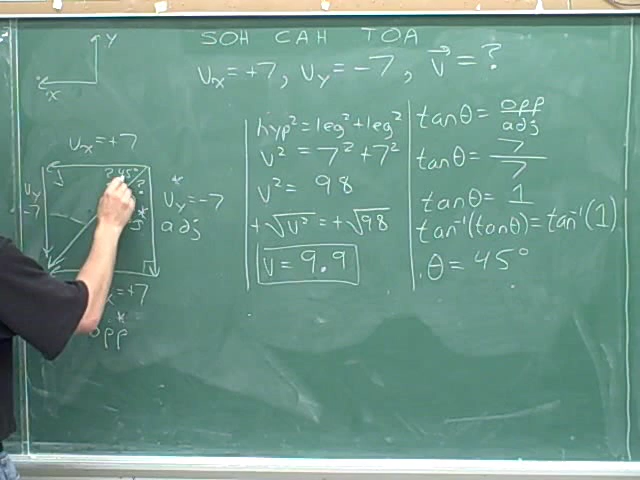 SOH CAH TOA
Vx = +7, Vy = -7, V⃗ = ?
Y
x
Vx = +7
? 45°
?
Vy
-7
*
Vy = -7
adj
x = +7
*
opp
hyp² = leg² + leg²
V² = 7² + 7²
V² = 98
+√V² = +√98
V = 9.9
tanθ = opp/adj
tanθ = 7/7
tanθ = 1
tan⁻¹(tanθ) = tan⁻¹(1)
θ = 45°